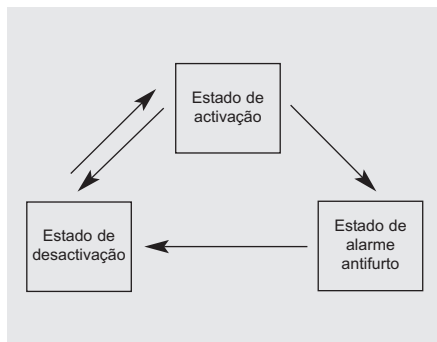 Estado de
activação
Estado de
desactivação
Estado de
alarme
antifurto